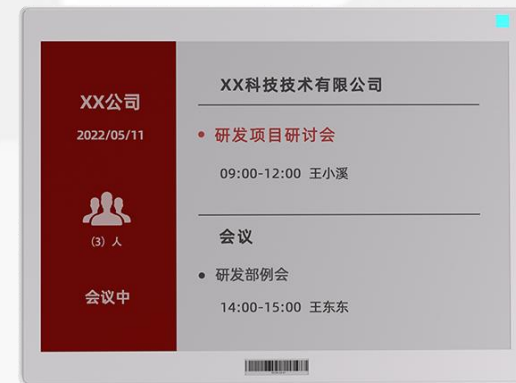 XX公司
2022/05/11
(3) 人
会议中
XX科技技术有限公司
• 研发项目研讨会
09:00-12:00 王小溪
会议
• 研发部例会
14:00-15:00 王东东